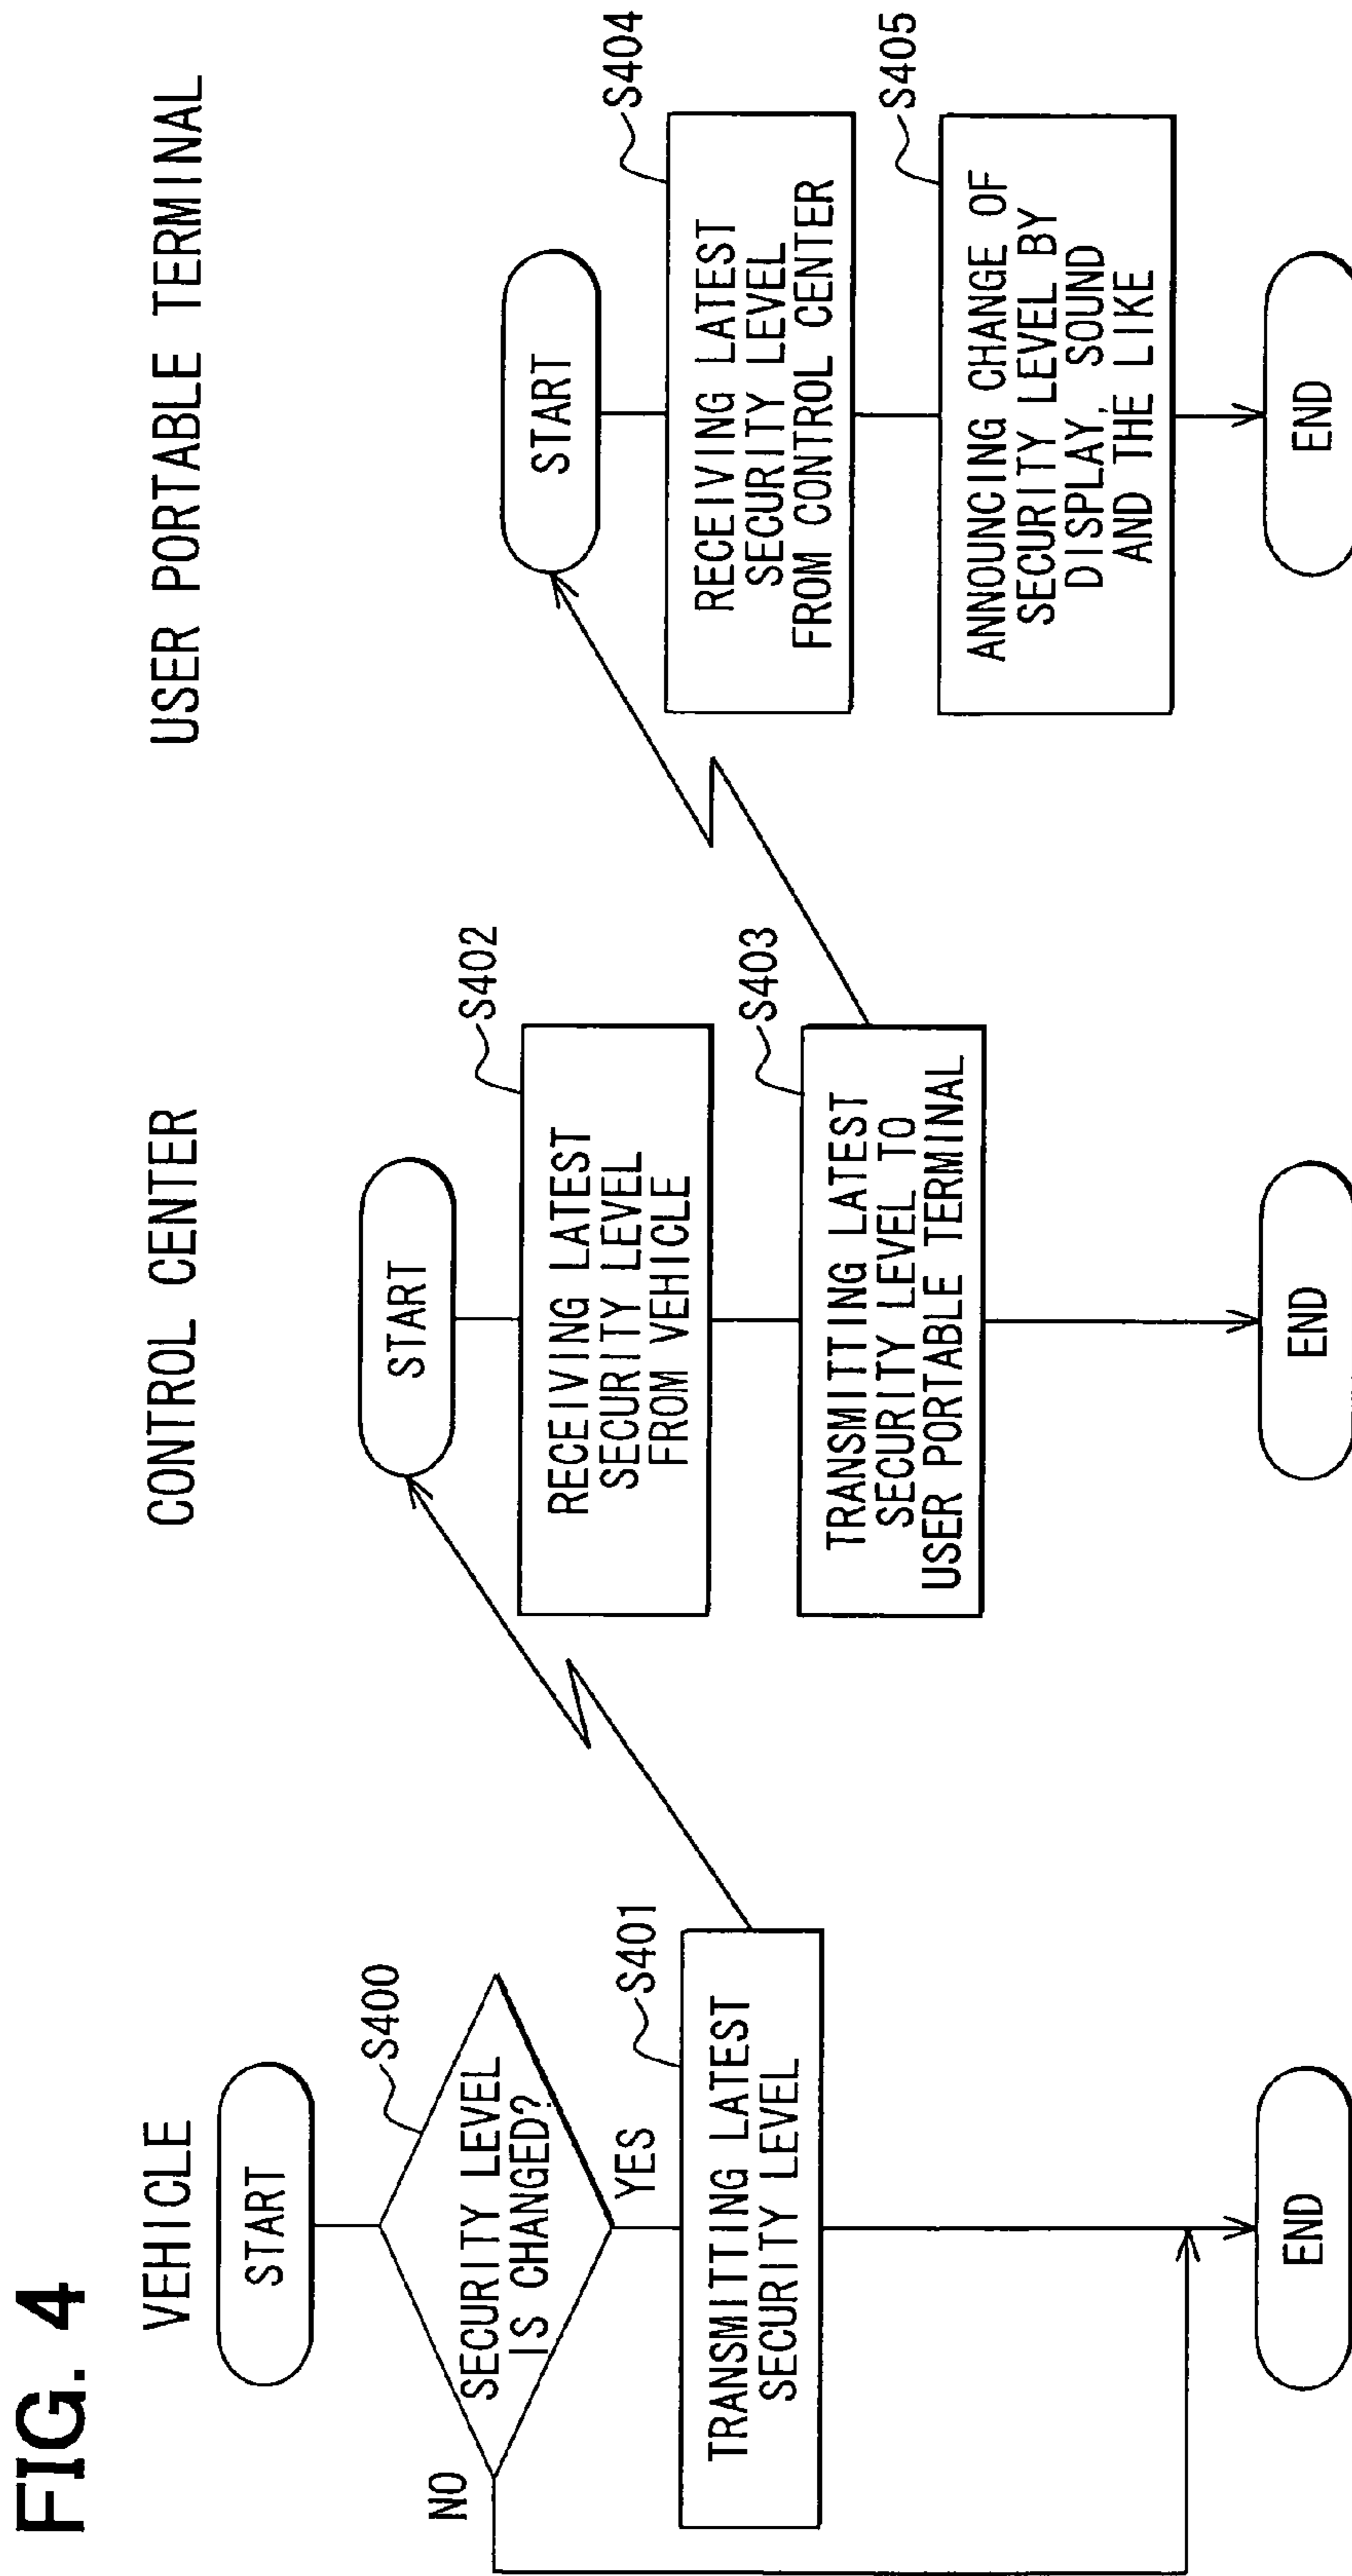 FIG. 4
VEHICLE
START
S400
SECURITY LEVEL
IS CHANGED?
NO
YES
S401
TRANSMITTING LATEST
SECURITY LEVEL
END
CONTROL CENTER
START
S402
RECEIVING LATEST
SECURITY LEVEL
FROM VEHICLE
S403
TRANSMITTING LATEST
SECURITY LEVEL TO
USER PORTABLE TERMINAL
END
USER PORTABLE TERMINAL
START
S404
RECEIVING LATEST
SECURITY LEVEL
FROM CONTROL CENTER
S405
ANNOUNCING CHANGE OF
SECURITY LEVEL BY
DISPLAY, SOUND
AND THE LIKE
END